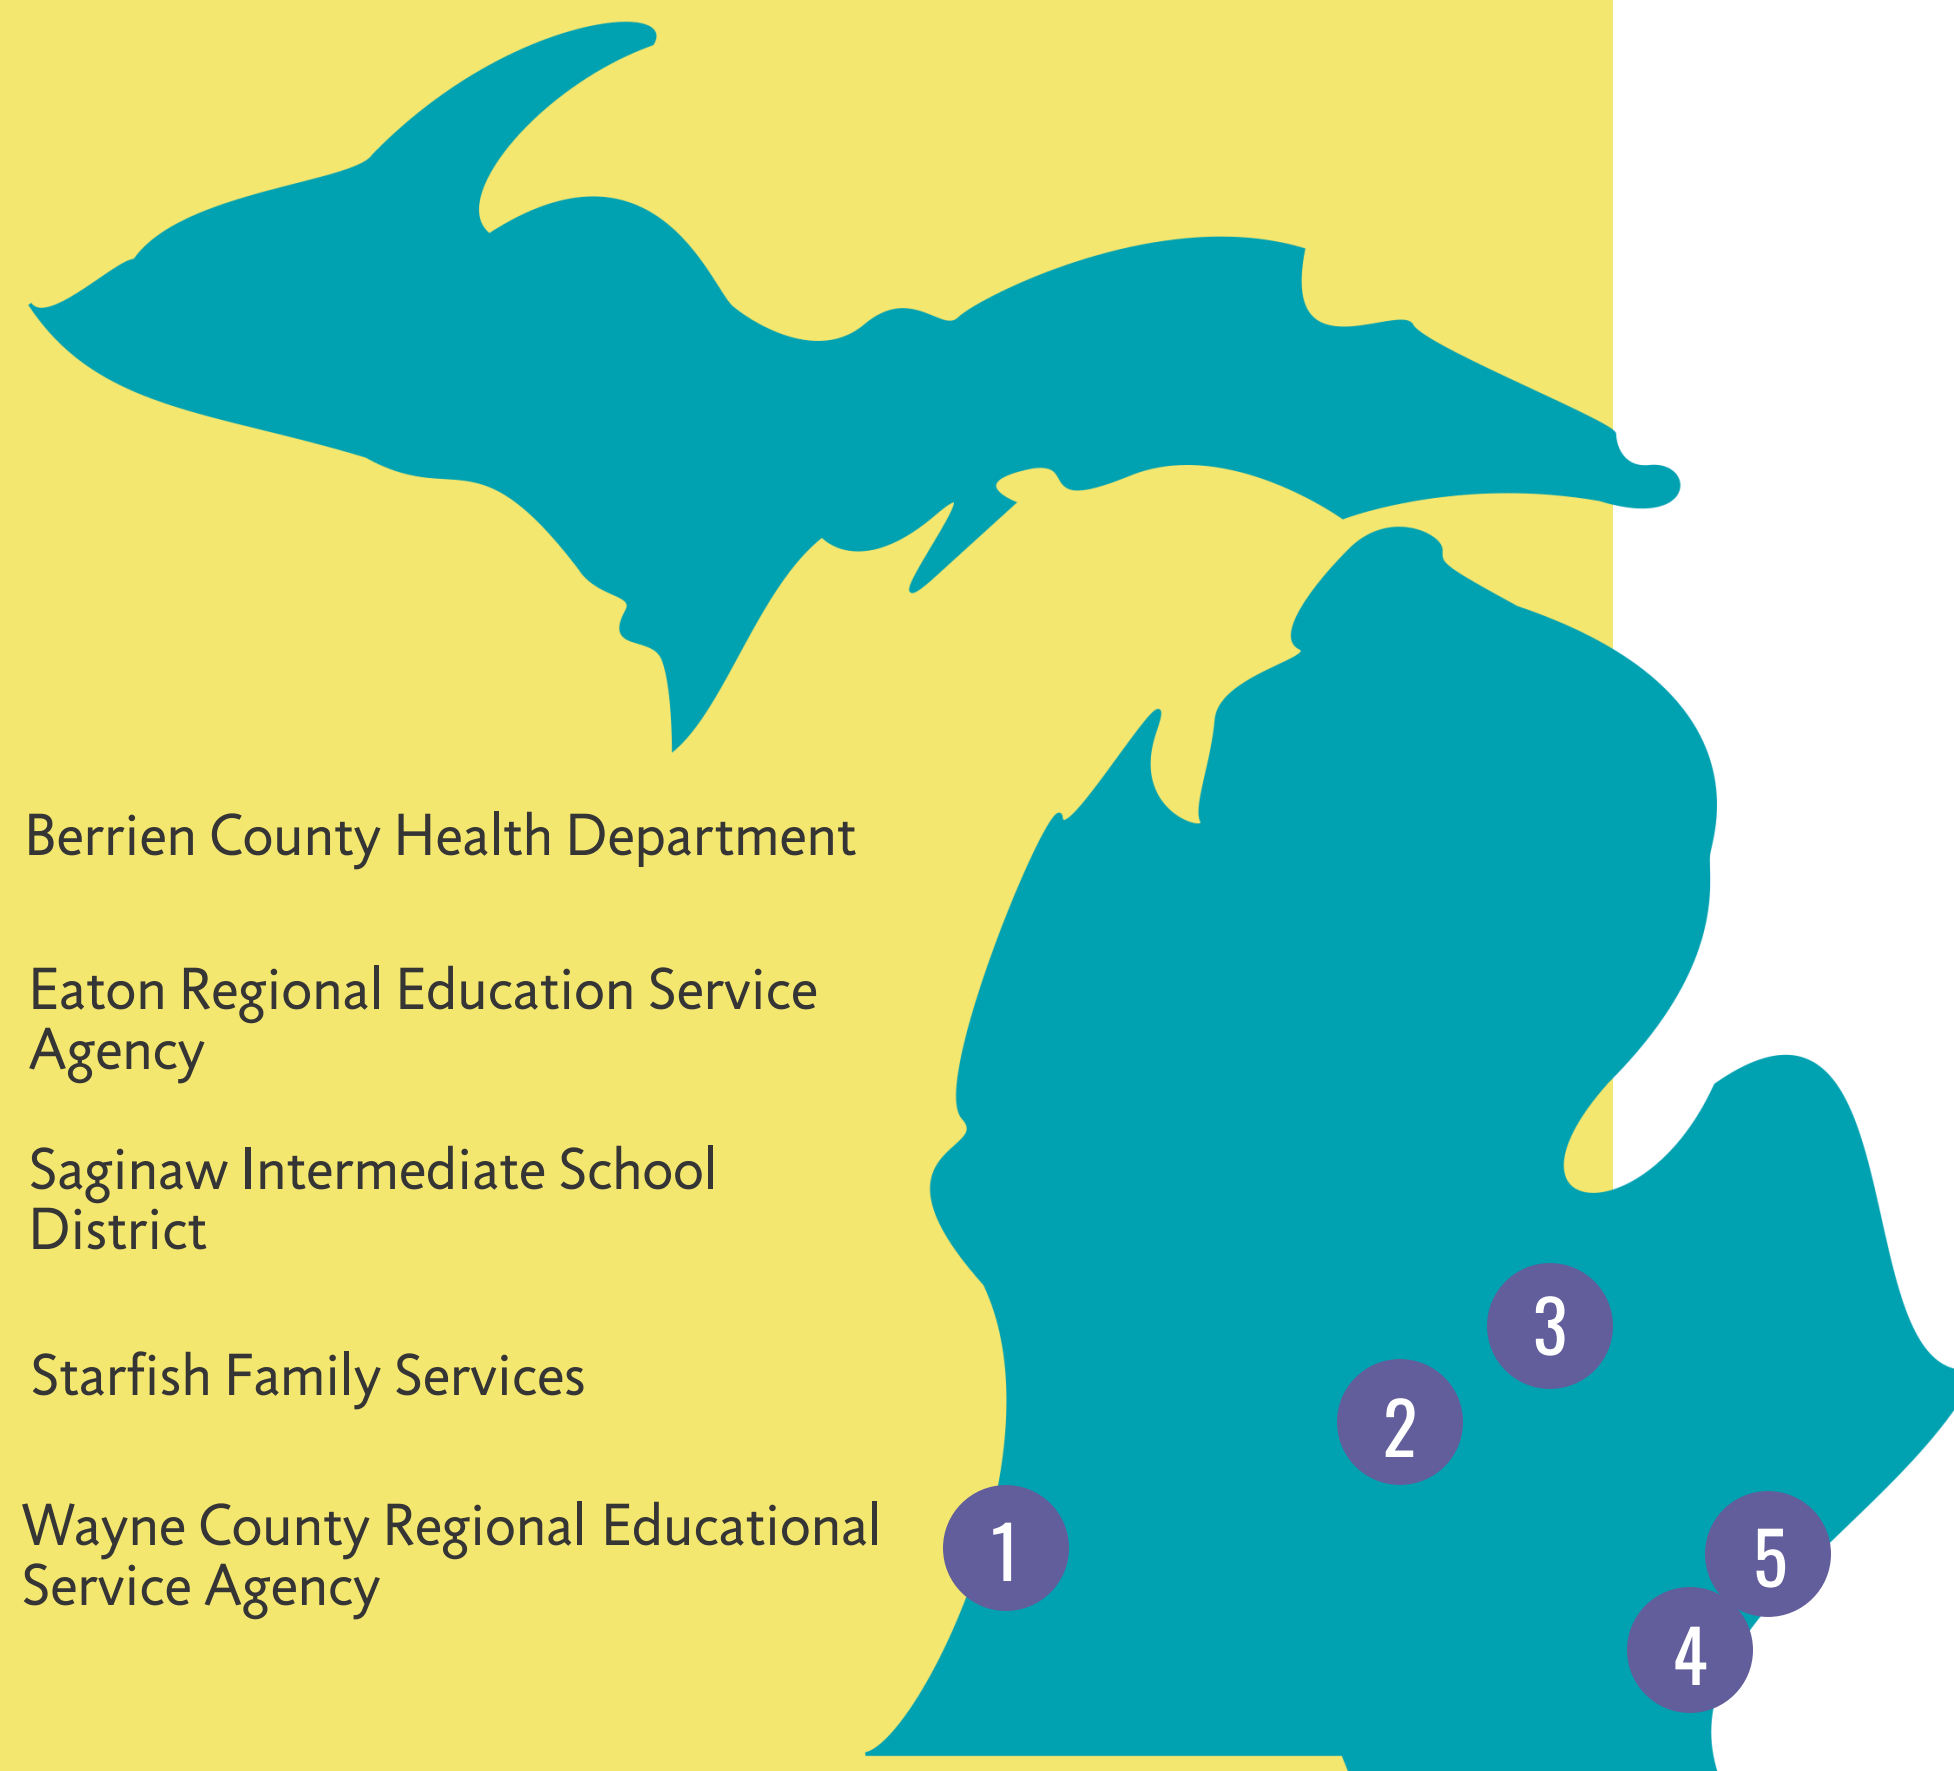 Berrien County Health Department
Eaton Regional Education Service
Agency
Saginaw Intermediate School
District
Starfish Family Services
Wayne County Regional Educational
Service Agency
3
2
1
5
4